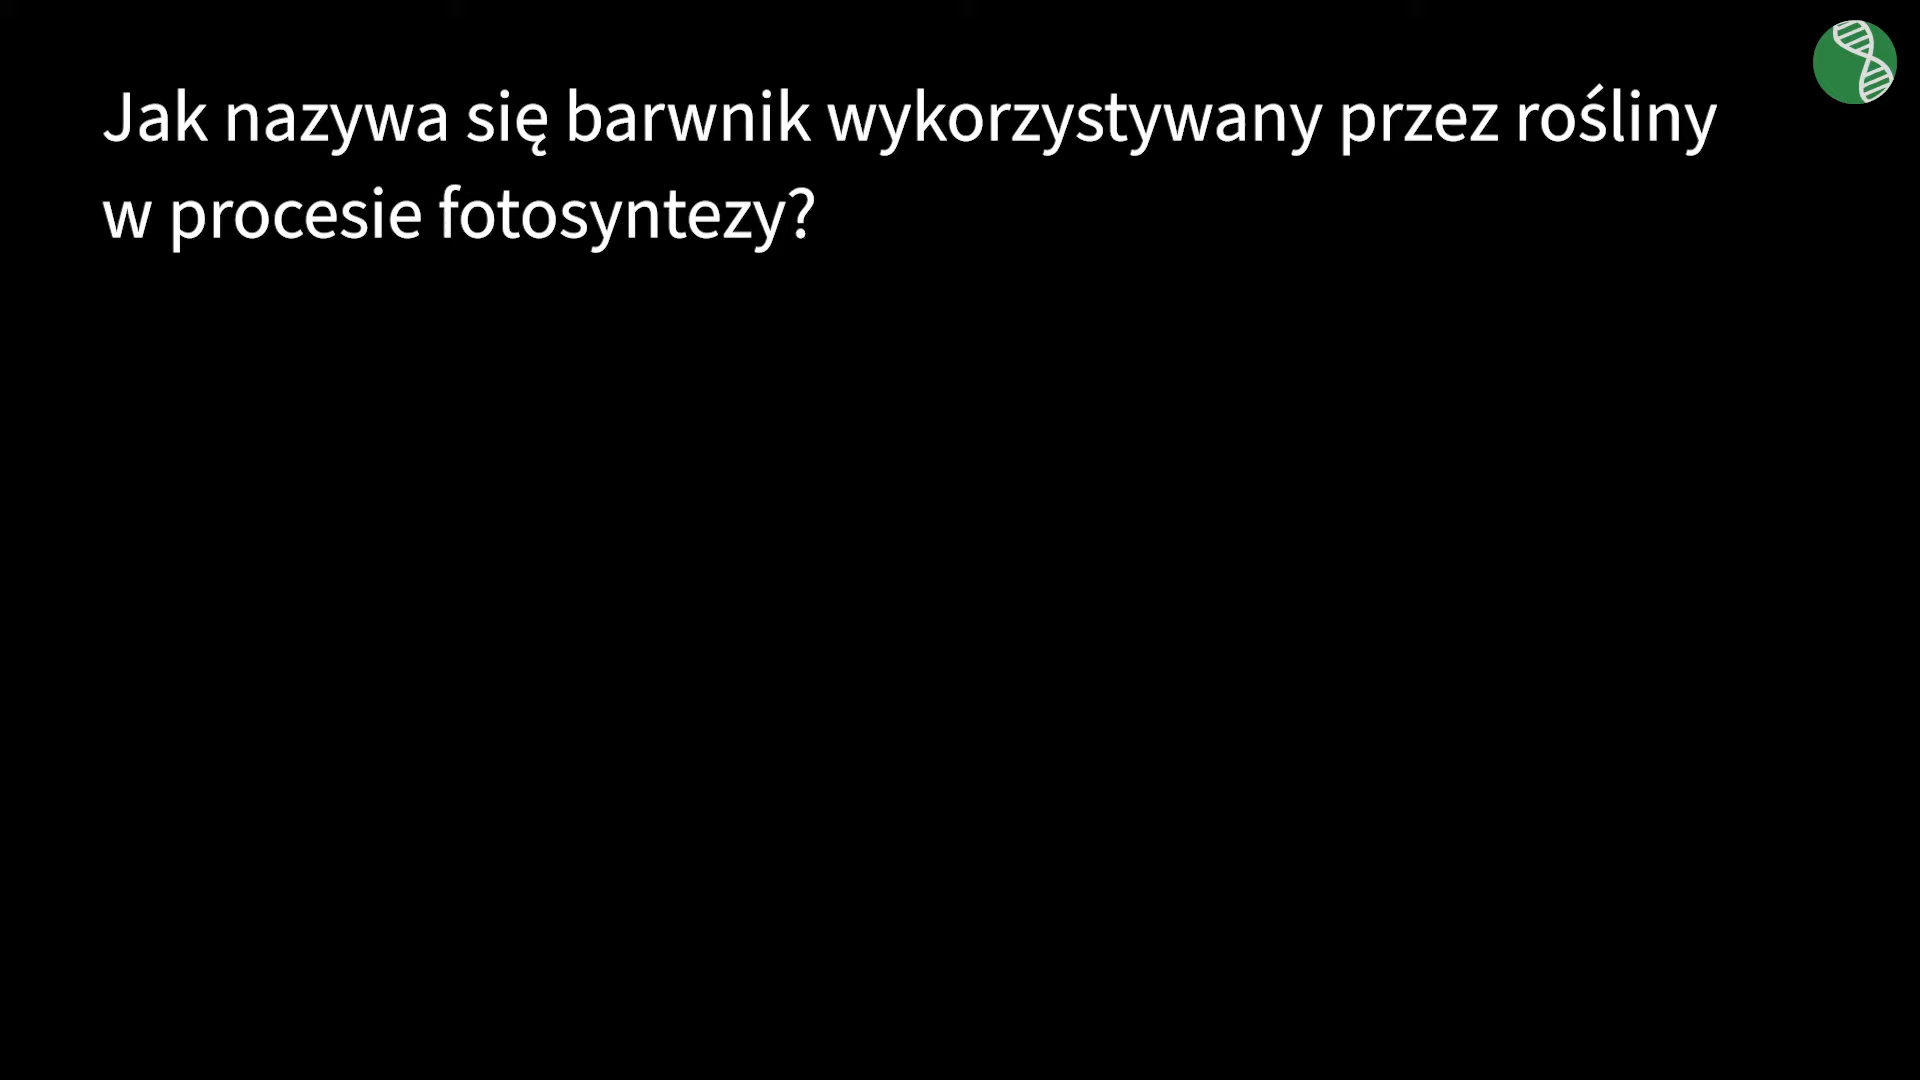 Jak nazywa się barwnik wykorzystywany przez rośliny
w procesie fotosyntezy?